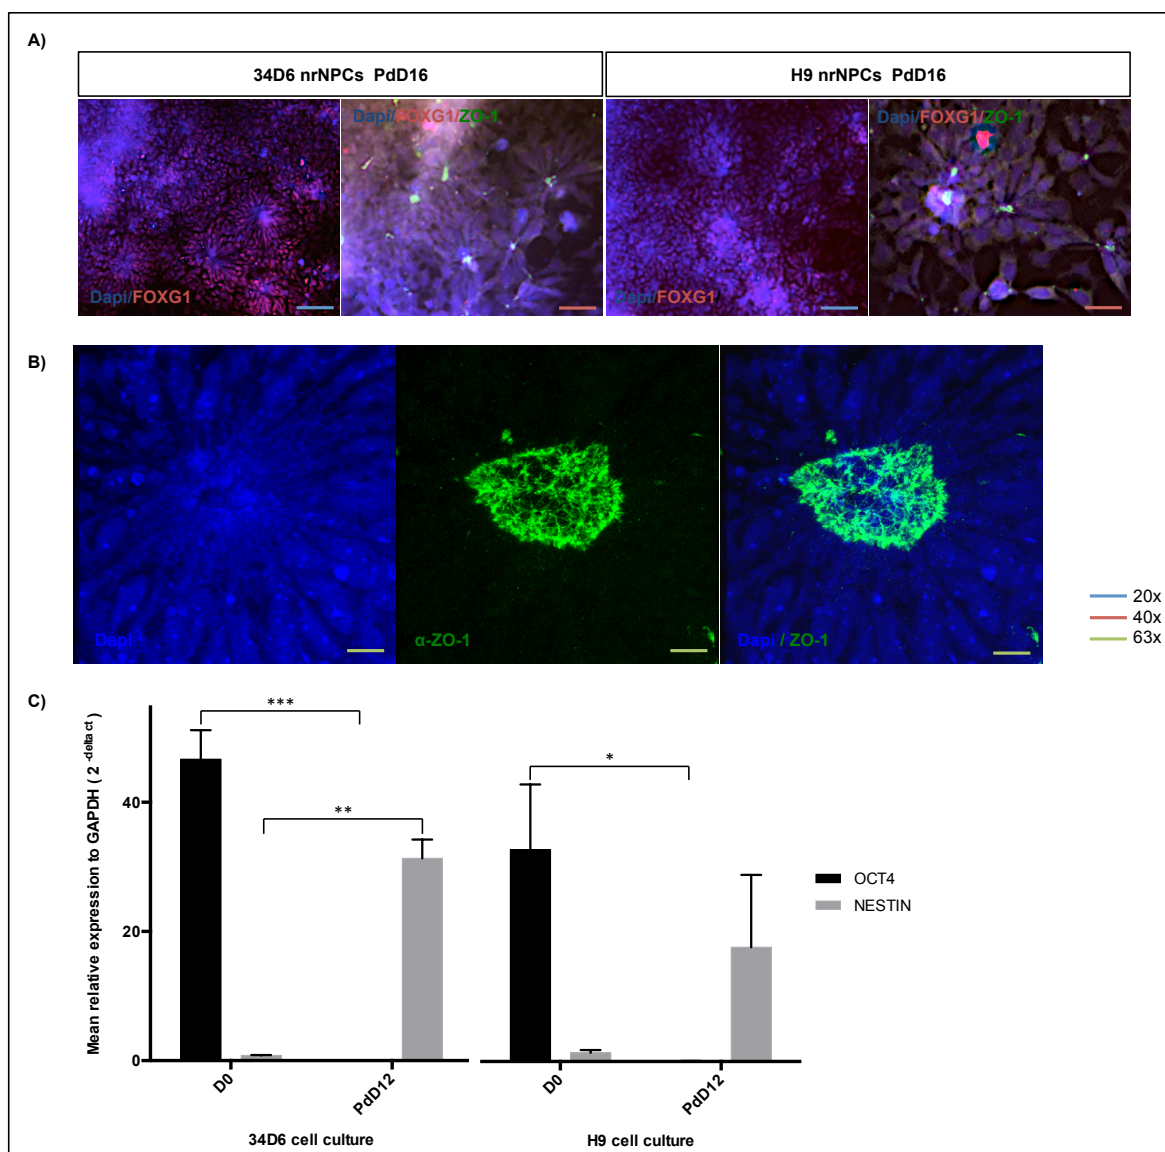 A)
34D6 nrNPCs PdD16
H9 nrNPCs PdD16
Dapi/FOXG1/ZO-1
Dapi/FOXG1/ZO-1
Dapi/FOXG1
Dapi/FOXG1
B)
Dapi
α-ZO-1
Dapi / ZO-1
20x
40x
63x
C)
Mean relative expression to GAPDH ( 2 -deltact )
***
*
**
40
20
0
OCT4
NESTIN
D0
PdD12
D0
PdD12
34D6 cell culture
H9 cell culture